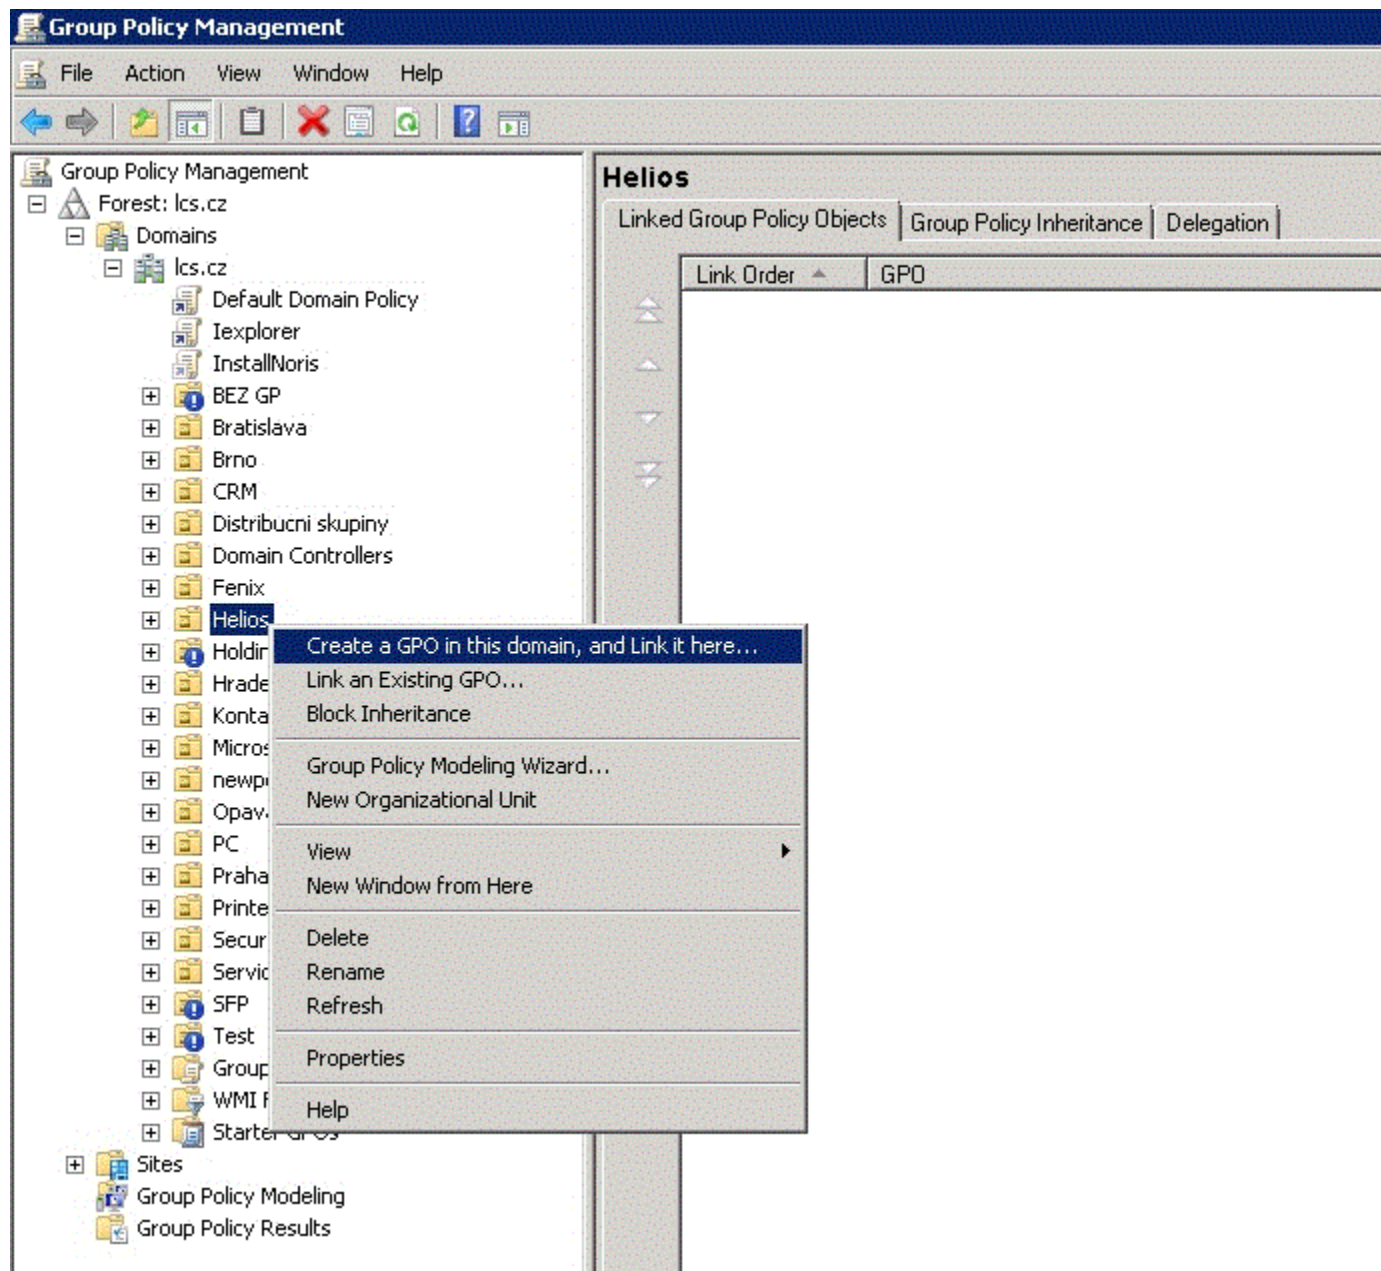 Group Policy Management
File Action View Window Help
Group Policy Management
Forest: lcs.cz
Domains
lcs.cz
Default Domain Policy
Iexplorer
InstallNoris
BEZ GP
Bratislava
Brno
CRM
Distribucni skupiny
Domain Controllers
Fenix
Helios
PC
Praha
SFP
Test
WMI
Sites
Group Policy Modeling
Group Policy Results
Create a GPO in this domain, and Link it here...
Link an Existing GPO...
Block Inheritance
Group Policy Modeling Wizard...
New Organizational Unit
View
New Window from Here
Delete
Rename
Refresh
Properties
Help
Helios
Linked Group Policy Objects Group Policy Inheritance Delegation
Link Order GPO